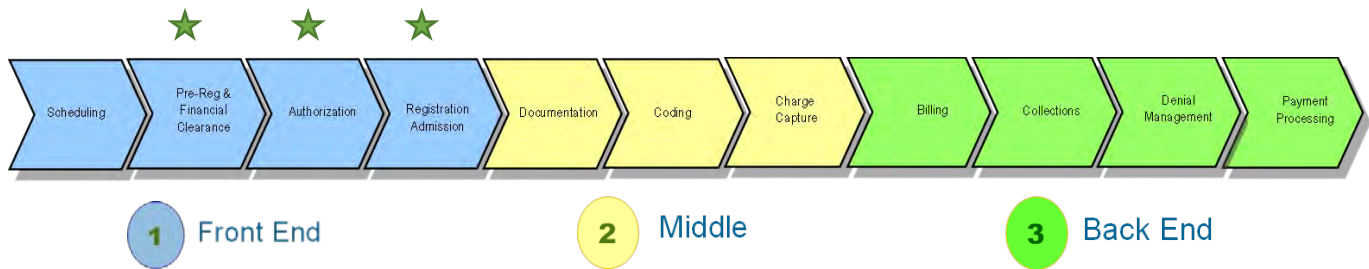 Scheduling
Pre-Reg &
Financial
Clearance
Authorization
Registration
Admission
Documentation
Coding
Charge
Capture
Billing
Collections
Denial
Management
Payment
Processing
1 Front End
2 Middle
3 Back End